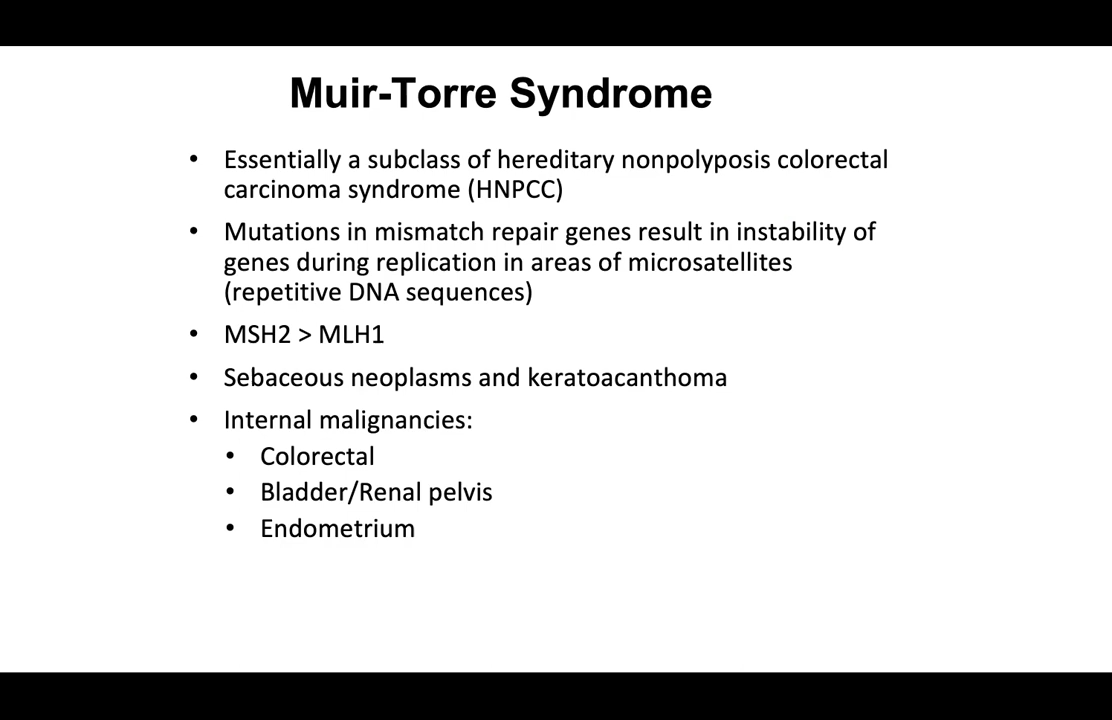 Muir-Torre Syndrome
• Essentially a subclass of hereditary nonpolyposis colorectal
carcinoma syndrome (HNPCC)
• Mutations in mismatch repair genes result in instability of
genes during replication in areas of microsatellites
(repetitive DNA sequences)
• MSH2 > MLH1
• Sebaceous neoplasms and keratoacanthoma
• Internal malignancies:
• Colorectal
• Bladder/Renal pelvis
• Endometrium